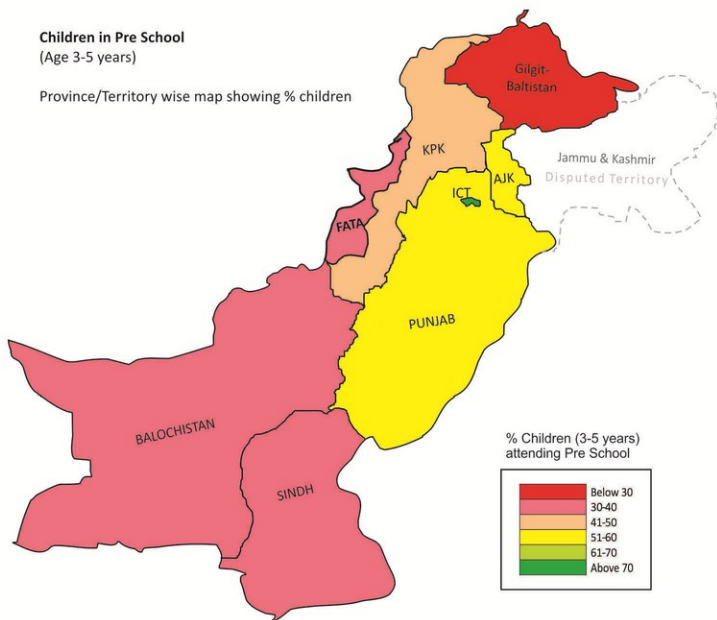 Children in Pre School
(Age 3-5 years)
Province/Territory wise map showing % children
Gilgit-
Baltistan
KPK
Jammu & Kashmir
Disputed Territory
AJK
ICT
FATA
PUNJAB
BALOCHISTAN
SINDH
% Children (3-5 years)
attending Pre School
Below 30
30-40
41-50
51-60
61-70
Above 70